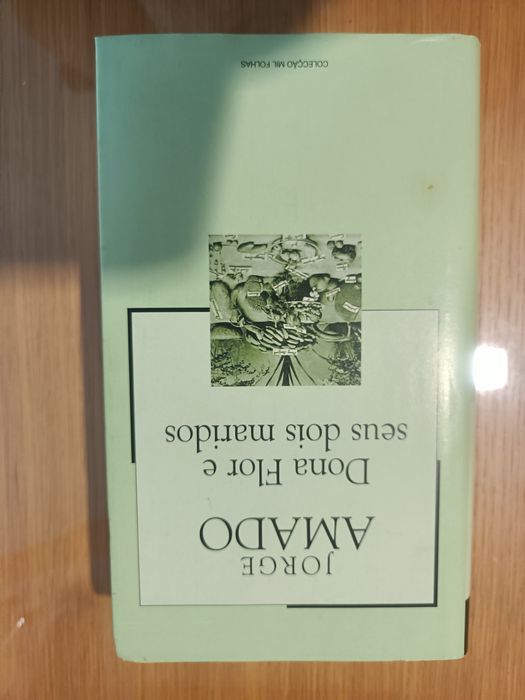 JORGE
AMADO
Dona Flor e
seus dois maridos
COLECÇÃO MIL FOLHAS